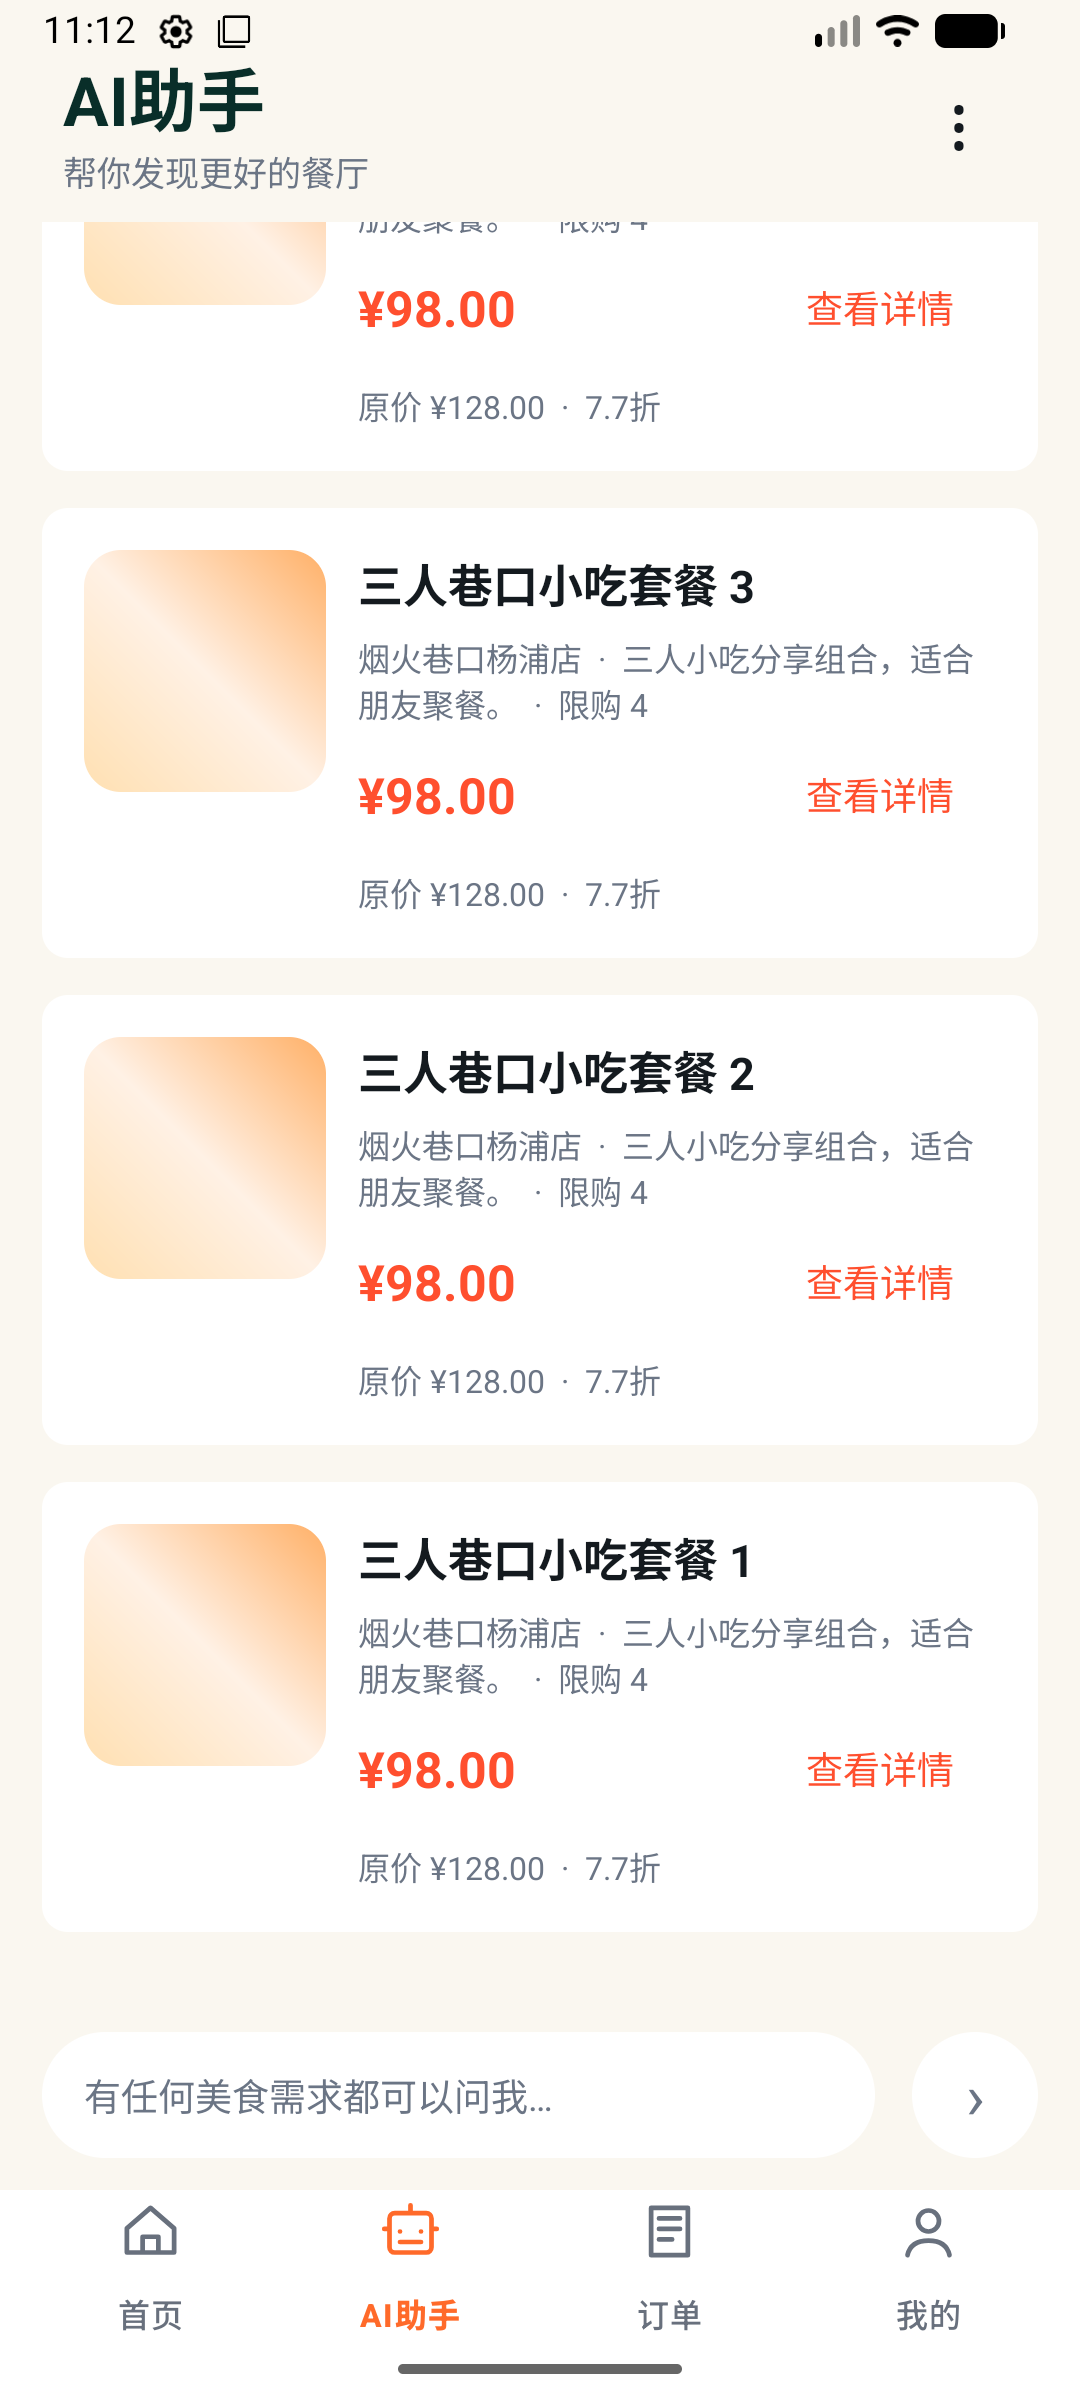 11:12
AI助手
帮你发现更好的餐厅
朋友聚餐。 · 限购 4
¥98.00 查看详情
原价 ¥128.00 · 7.7折
三人巷口小吃套餐 3
烟火巷口杨浦店 · 三人小吃分享组合，适合
朋友聚餐。 · 限购 4
¥98.00 查看详情
原价 ¥128.00 · 7.7折
三人巷口小吃套餐 2
烟火巷口杨浦店 · 三人小吃分享组合，适合
朋友聚餐。 · 限购 4
¥98.00 查看详情
原价 ¥128.00 · 7.7折
三人巷口小吃套餐 1
烟火巷口杨浦店 · 三人小吃分享组合，适合
朋友聚餐。 · 限购 4
¥98.00 查看详情
原价 ¥128.00 · 7.7折
有任何美食需求都可以问我...
首页 AI助手 订单 我的